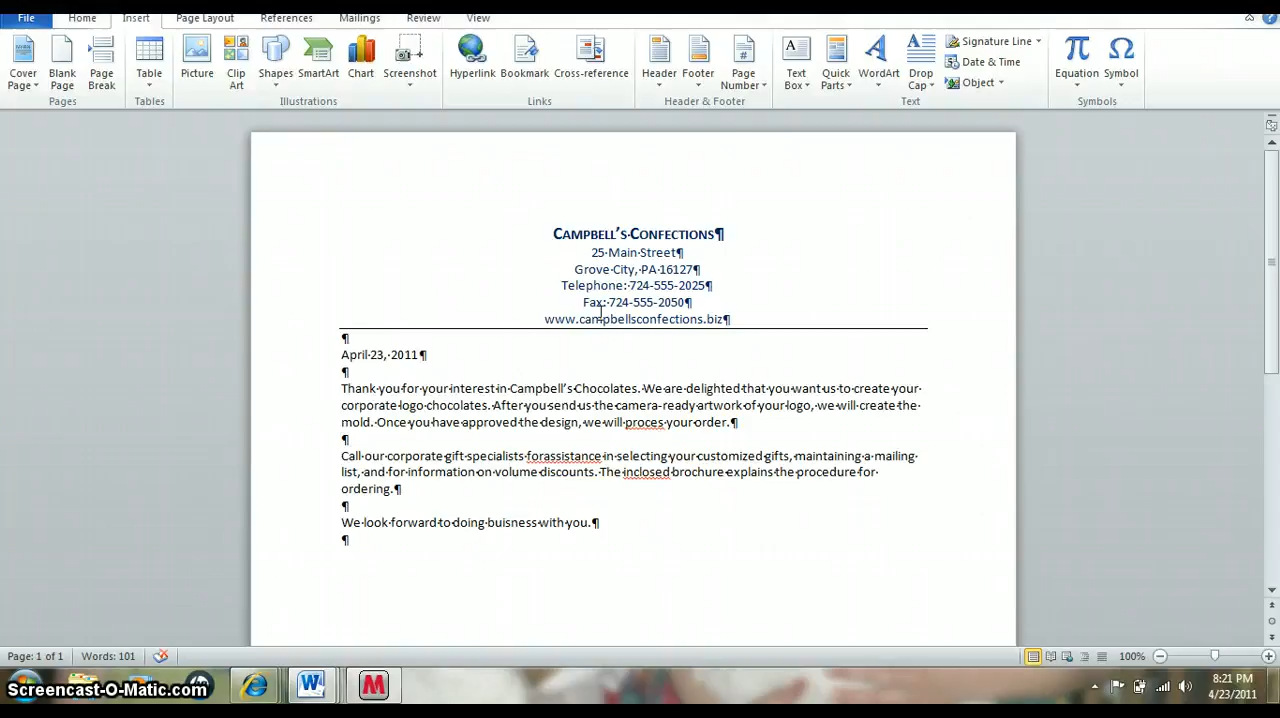 File Home Insert Page Layout References Mailings Review View
Cover Page Blank Page Page Break Table Picture Clip Art Shapes SmartArt Chart Screenshot Hyperlink Bookmark Cross-reference Header Footer Page Number Text Box Quick Parts WordArt Drop Cap Signature Line Date & Time Object Equation Symbol
Pages Tables Illustrations Links Header & Footer Text Symbols
CAMPBELL'S·CONFECTIONS¶
25·Main·Street¶
Grove·City,·PA·16127¶
Telephone:·724-555-2025¶
Fax:·724-555-2050¶
www.campbellsconfections.biz¶
¶
April·23,·2011¶
¶
Thank·you·for·your·interest·in·Campbell's·Chocolates.·We·are·delighted·that·you·want·us·to·create·your·
corporate·logo·chocolates.·After·you·send·us·the·camera-ready·artwork·of·your·logo,·we·will·create·the·
mold.·Once·you·have·approved·the·design,·we·will·proces·your·order.¶
¶
Call·our·corporate·gift·specialists·forassistance·in·selecting·your·customized·gifts,·maintaining·a·mailing·
list,·and·for·information·on·volume·discounts.·The·inclosed·brochure·explains·the·procedure·for·
ordering.¶
¶
We·look·forward·to·doing·buisness·with·you.¶
¶
Page: 1 of 1 Words: 101 100%
Screencast-O-Matic.com
8:21 PM
4/23/2011